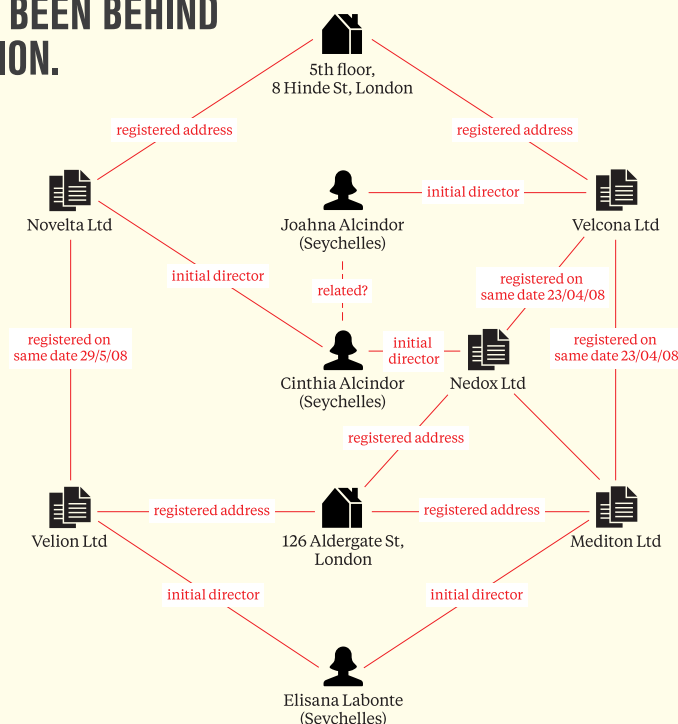 BEEN BEHIND
ION.
5th floor,
8 Hinde St, London
registered address
registered address
Novelta Ltd
initial director
Joahna Alcindor
(Seychelles)
Velcona Ltd
initial director
related?
registered on
same date 23/04/08
registered on
same date 29/5/08
initial
director
registered on
same date 23/04/08
Cinthia Alcindor
(Seychelles)
Nedox Ltd
registered address
Velion Ltd
registered address
126 Aldergate St,
London
registered address
Mediton Ltd
initial director
initial director
Elisana Labonte
(Seychelles)